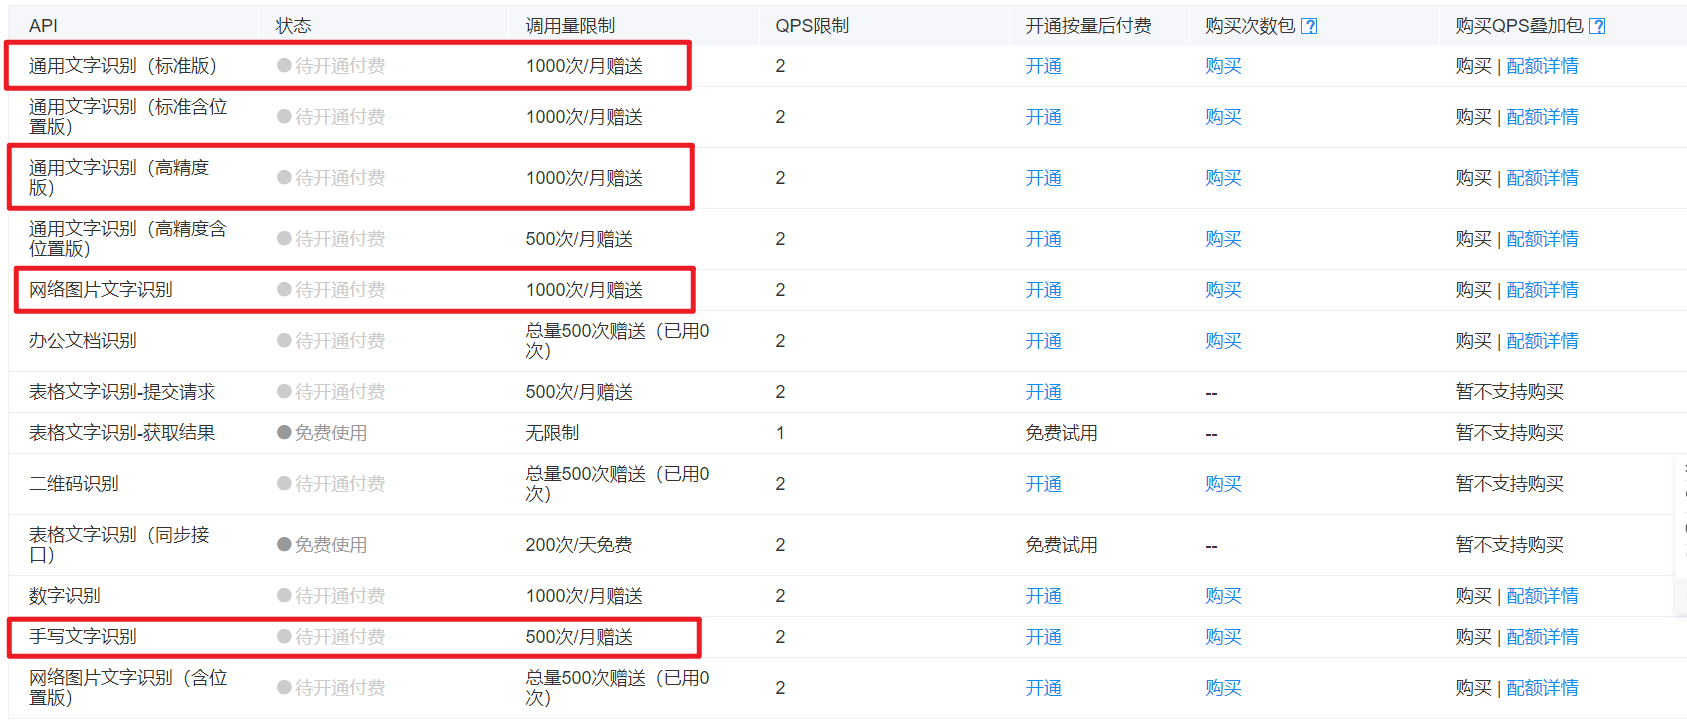 API 状态 调用量限制 QPS限制 开通按量后付费 购买次数包 ? 购买QPS叠加包 ?
通用文字识别（标准版） 待开通付费 1000次/月赠送 2 开通 购买 购买 | 配额详情
通用文字识别（标准含位
置版） 待开通付费 1000次/月赠送 2 开通 购买 购买 | 配额详情
通用文字识别（高精度
版） 待开通付费 1000次/月赠送 2 开通 购买 购买 | 配额详情
通用文字识别（高精度含
位置版） 待开通付费 500次/月赠送 2 开通 购买 购买 | 配额详情
网络图片文字识别 待开通付费 1000次/月赠送 2 开通 购买 购买 | 配额详情
办公文档识别 待开通付费 总量500次赠送（已用0
次） 2 开通 购买 购买 | 配额详情
表格文字识别-提交请求 待开通付费 500次/月赠送 2 开通 -- 暂不支持购买
表格文字识别-获取结果 免费使用 无限制 1 免费试用 -- 暂不支持购买
二维码识别 待开通付费 总量500次赠送（已用0
次） 2 开通 购买 暂不支持购买
表格文字识别（同步接
口） 免费使用 200次/天免费 2 免费试用 -- 暂不支持购买
数字识别 待开通付费 1000次/月赠送 2 开通 购买 购买 | 配额详情
手写文字识别 待开通付费 500次/月赠送 2 开通 购买 购买 | 配额详情
网络图片文字识别（含位
置版） 待开通付费 总量500次赠送（已用0
次） 2 开通 购买 购买 | 配额详情